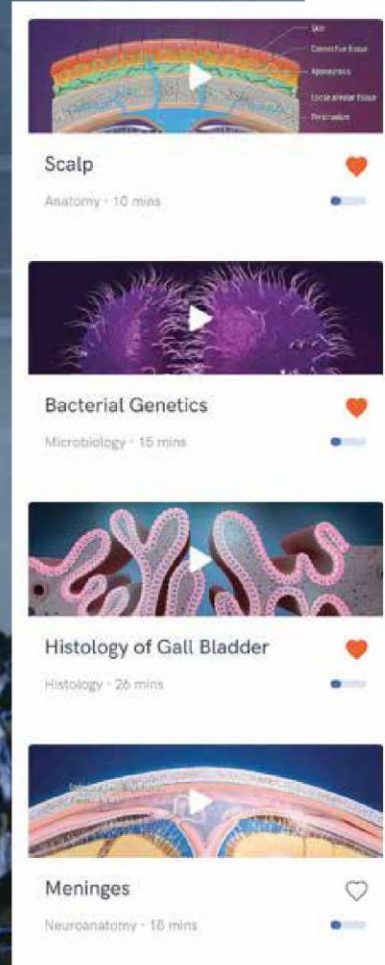 Skin
Connective tissue
Aponeurosis
Loose areolar tissue
Pericranium
Scalp
Anatomy · 10 mins
Bacterial Genetics
Microbiology · 15 mins
Histology of Gall Bladder
Histology · 26 mins
Meninges
Neuroanatomy · 18 mins